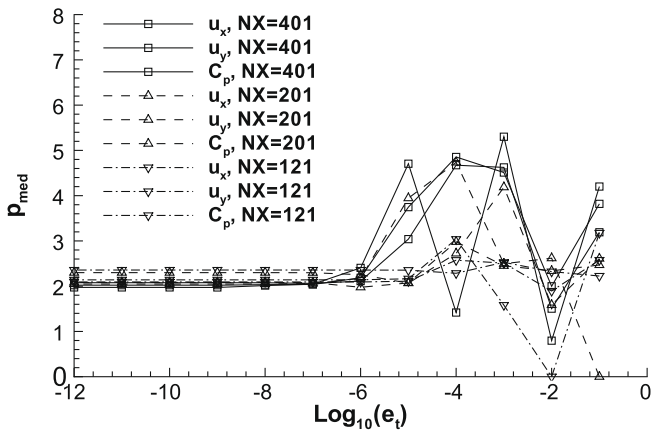 8
7
6
5
4
3
2
1
0
p_med
u_x, NX=401
u_y, NX=401
C_p, NX=401
u_x, NX=201
u_y, NX=201
C_p, NX=201
u_x, NX=121
u_y, NX=121
C_p, NX=121
-12 -10 -8 -6 -4 -2 0
Log_10(e_t)